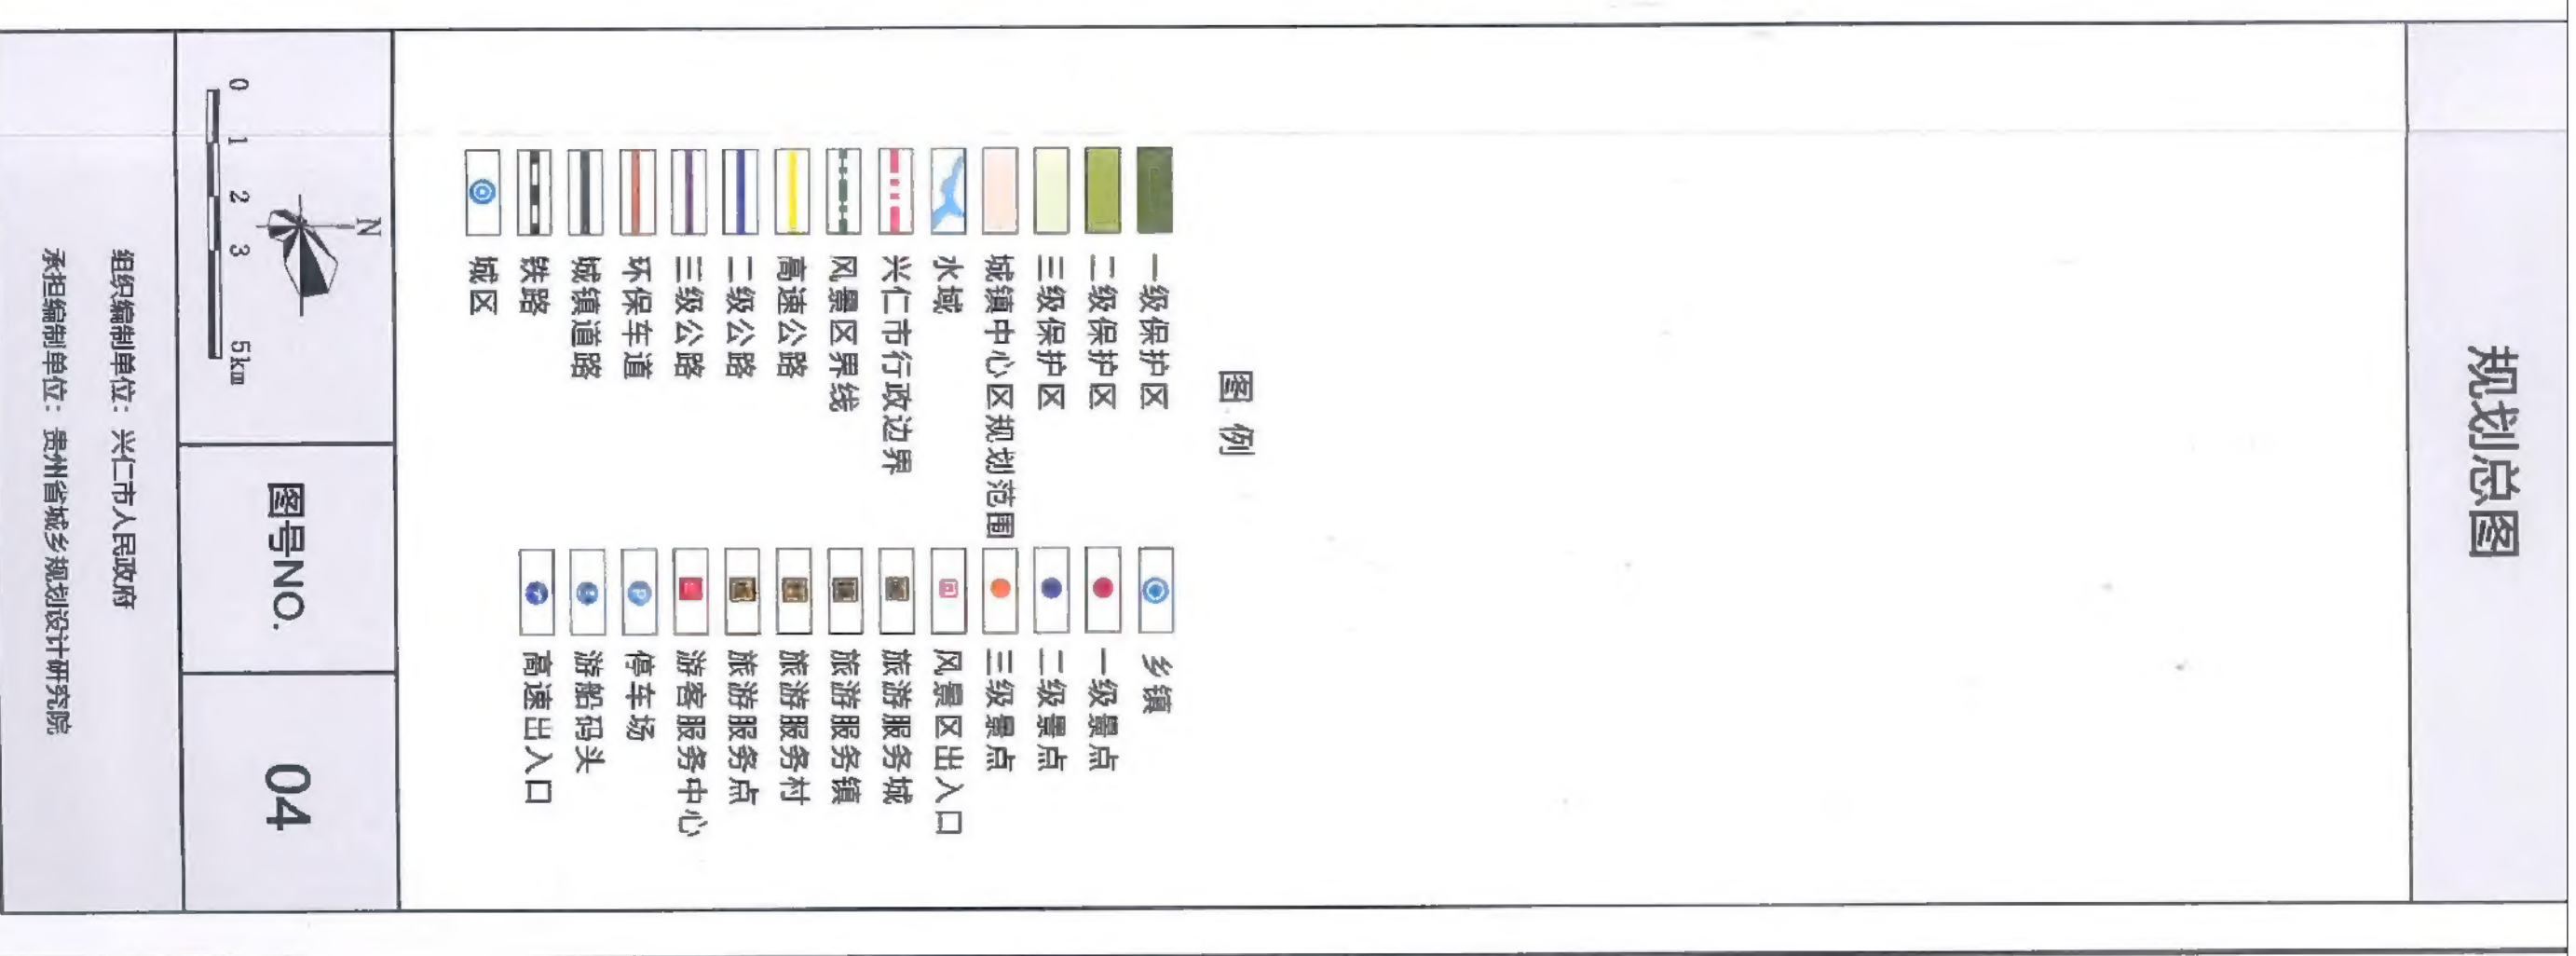 规划总图
图 例
一级保护区
二级保护区
三级保护区
城镇中心区规划范围
水域
兴仁市行政边界
风景区界线
高速公路
二级公路
三级公路
环保车道
城镇道路
铁路
城区
乡镇
一级景点
二级景点
三级景点
风景区出入口
旅游服务城
旅游服务镇
旅游服务村
旅游服务点
游客服务中心
停车场
游船码头
高速出入口
N
0 1 2 3 5km
图号NO.
04
组织编制单位：兴仁市人民政府
承担编制单位：贵州省城乡规划设计研究院